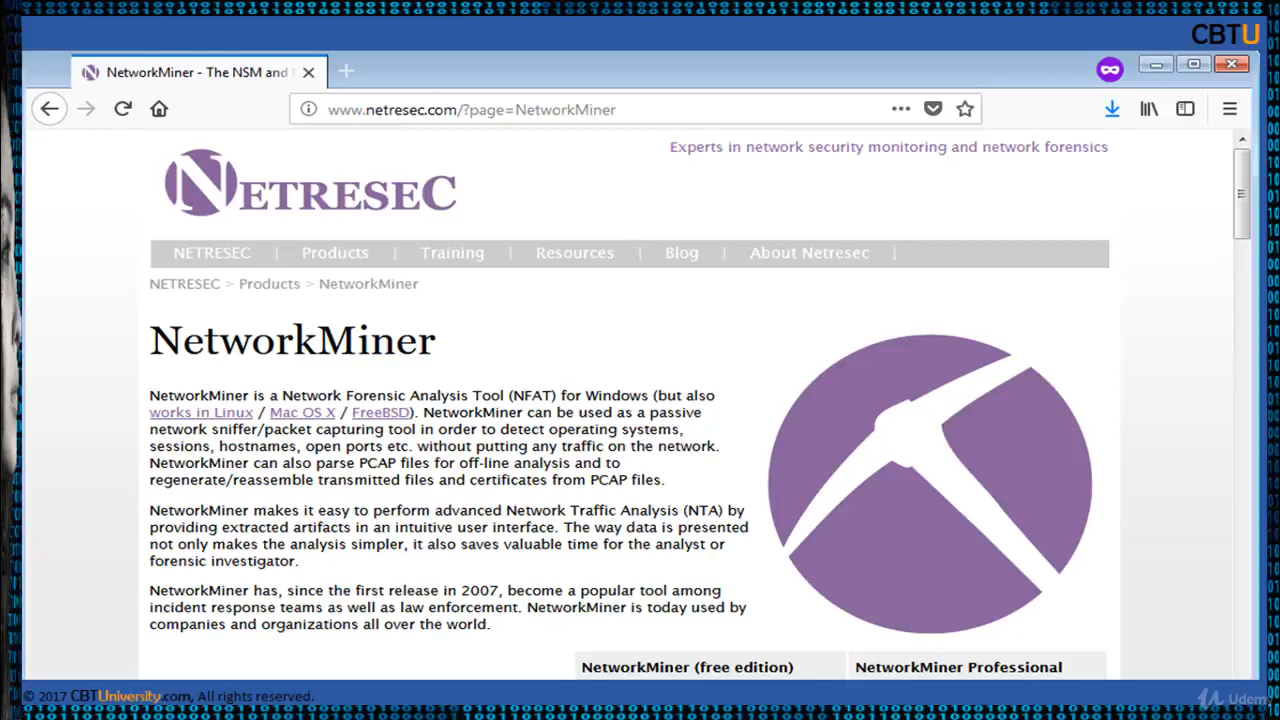 CBTU
NetworkMiner - The NSM and
www.netresec.com/?page=NetworkMiner
Experts in network security monitoring and network forensics
NETRESEC
NETRESEC | Products | Training | Resources | Blog | About Netresec |
NETRESEC > Products > NetworkMiner
NetworkMiner
NetworkMiner is a Network Forensic Analysis Tool (NFAT) for Windows (but also
works in Linux / Mac OS X / FreeBSD). NetworkMiner can be used as a passive
network sniffer/packet capturing tool in order to detect operating systems,
sessions, hostnames, open ports etc. without putting any traffic on the network.
NetworkMiner can also parse PCAP files for off-line analysis and to
regenerate/reassemble transmitted files and certificates from PCAP files.
NetworkMiner makes it easy to perform advanced Network Traffic Analysis (NTA) by
providing extracted artifacts in an intuitive user interface. The way data is presented
not only makes the analysis simpler, it also saves valuable time for the analyst or
forensic investigator.
NetworkMiner has, since the first release in 2007, become a popular tool among
incident response teams as well as law enforcement. NetworkMiner is today used by
companies and organizations all over the world.
NetworkMiner (free edition) NetworkMiner Professional
© 2017 CBTUniversity.com, All rights reserved.
Udemy